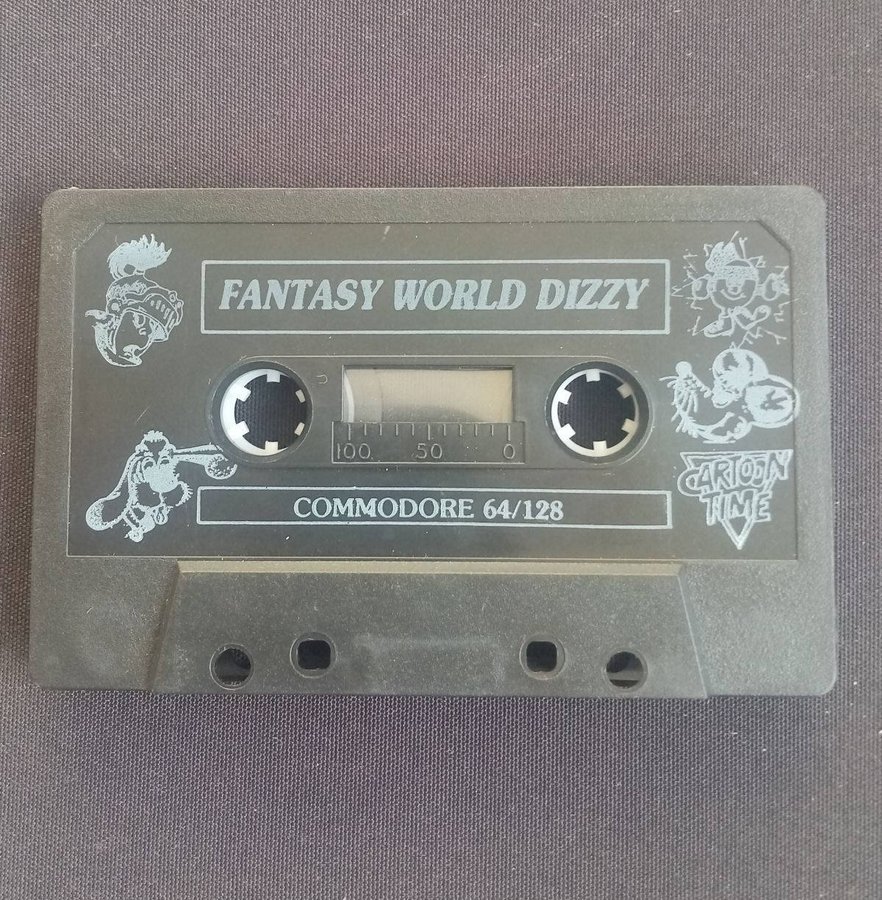 FANTASY WORLD DIZZY
100 50 0
COMMODORE 64/128
CARTOON
TIME